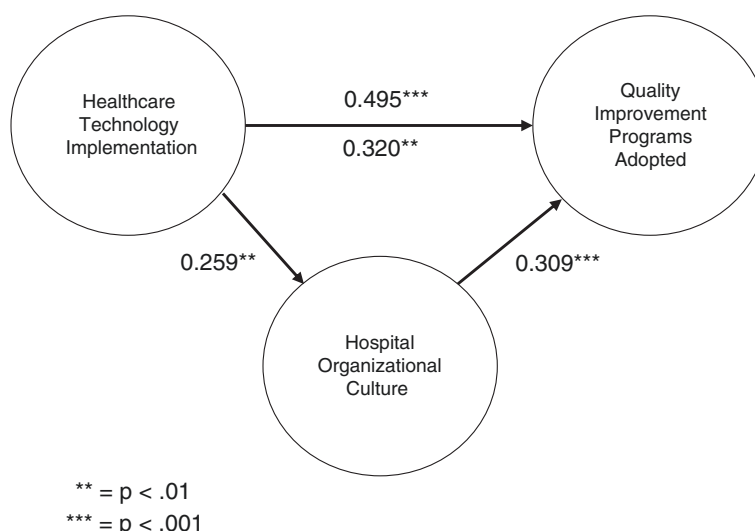 Healthcare
Technology
Implementation
0.495***
0.320**
Quality
Improvement
Programs
Adopted
0.259**
0.309***
Hospital
Organizational
Culture
** = p < .01
*** = p < .001